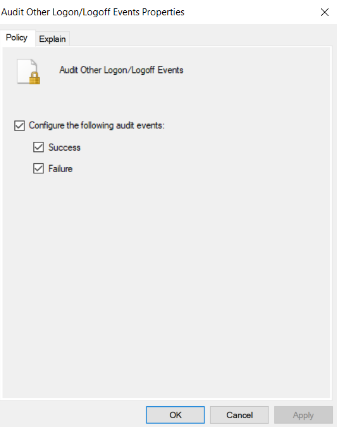 Audit Other Logon/Logoff Events Properties
Policy
Explain
Audit Other Logon/Logoff Events
Configure the following audit events:
Success
Failure
OK
Cancel
Apply